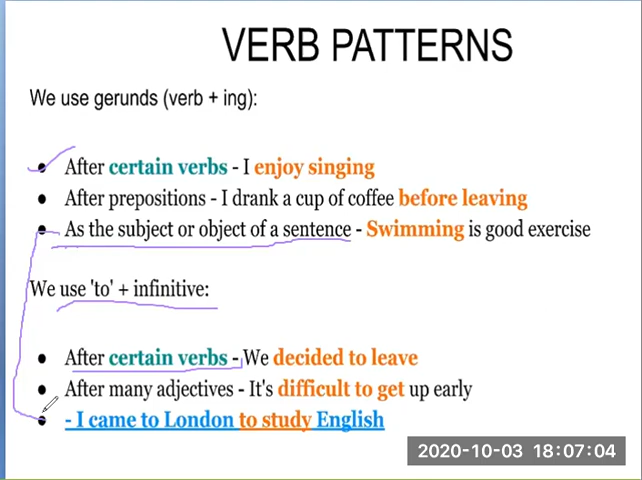 VERB PATTERNS
We use gerunds (verb + ing):
• After certain verbs - I enjoy singing
• After prepositions - I drank a cup of coffee before leaving
• As the subject or object of a sentence - Swimming is good exercise
We use 'to' + infinitive:
• After certain verbs - We decided to leave
• After many adjectives - It's difficult to get up early
• - I came to London to study English
2020-10-03 18:07:04